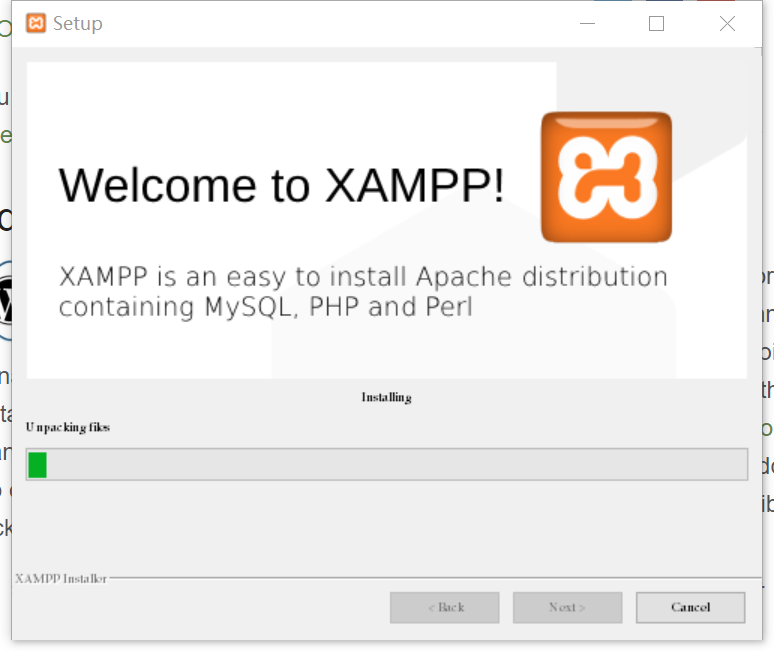 Setup
Welcome to XAMPP!
XAMPP is an easy to install Apache distribution
containing MySQL, PHP and Perl
Installing
Unpacking files
XAMPP Installer
< Back
Next >
Cancel